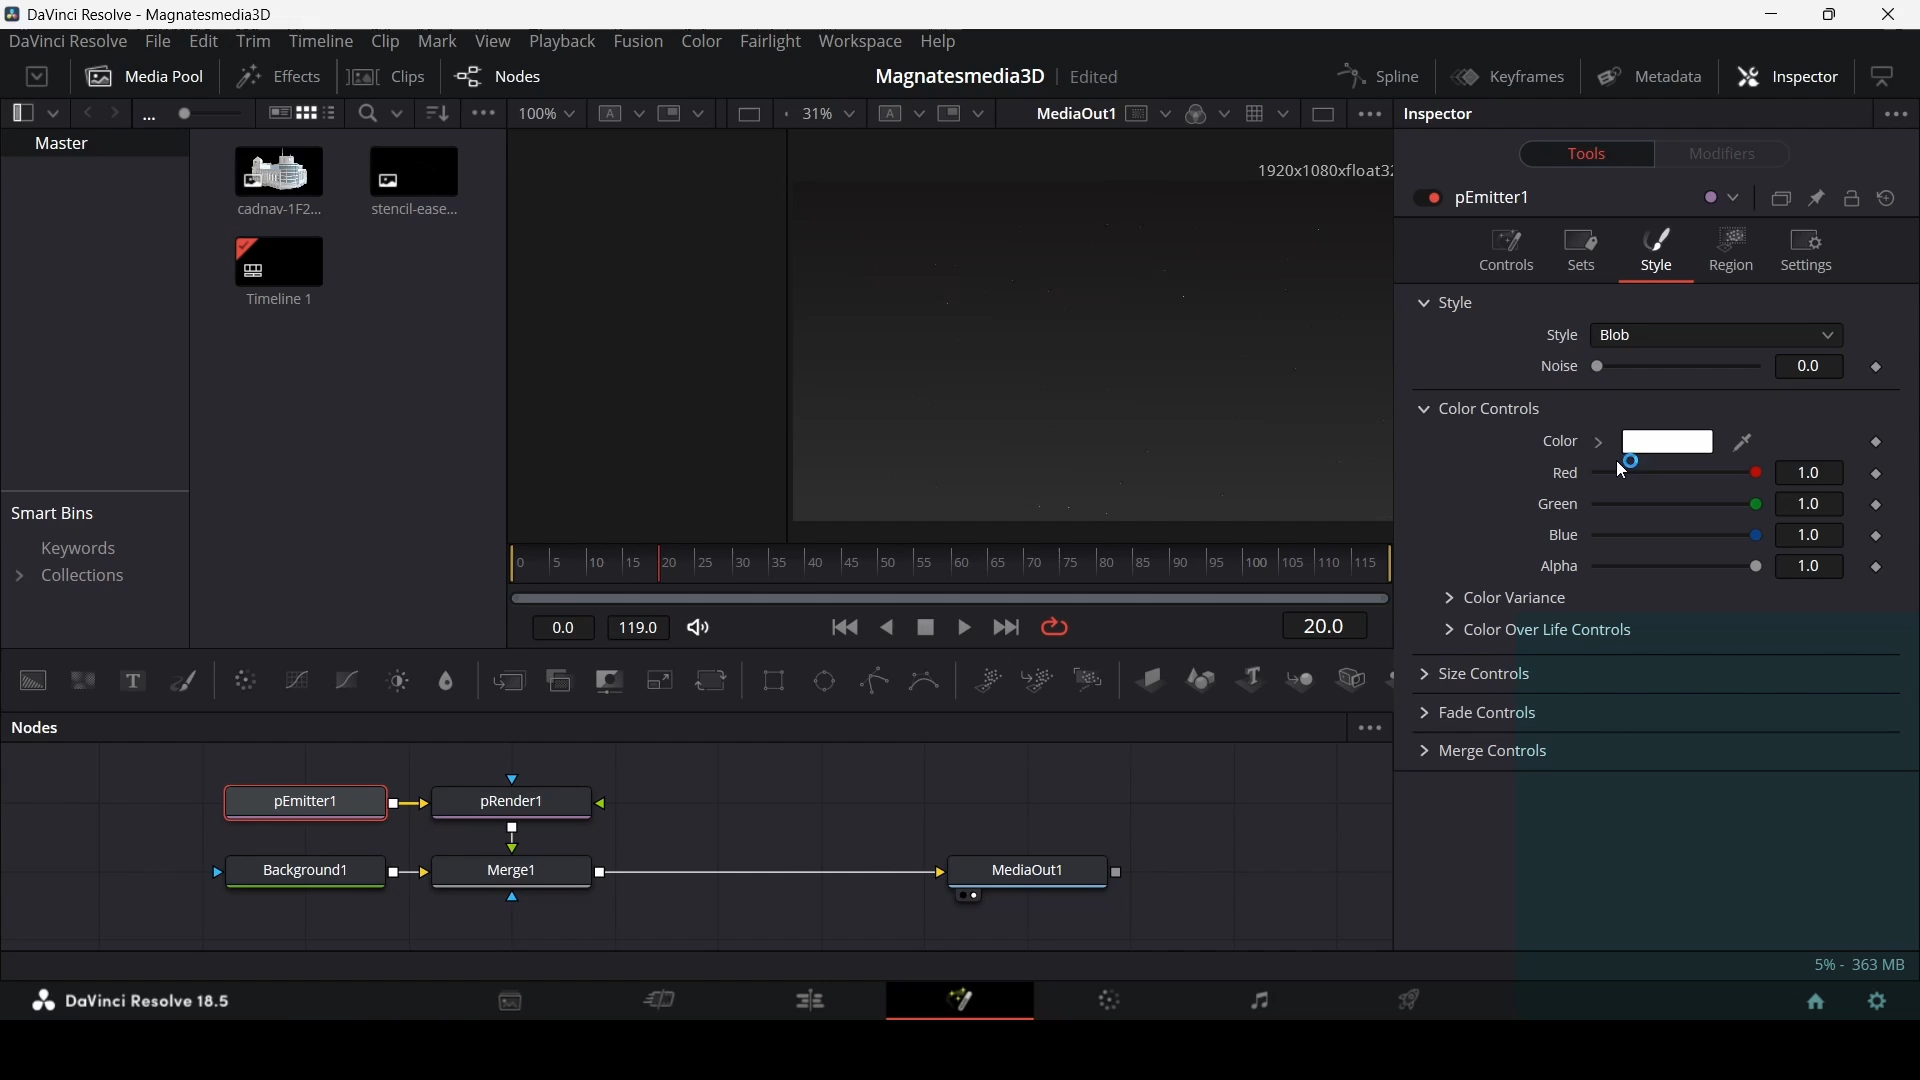 DaVinci Resolve - Magnatesmedia3D
DaVinci Resolve File Edit Trim Timeline Clip Mark View Playback Fusion Color Fairlight Workspace Help
Media Pool Effects Clips Nodes Magnatesmedia3D Edited Spline Keyframes Metadata Inspector
... 100% A 31% A MediaOut1 Inspector
Master
cadnav-1F2...
stencil-ease...
Timeline 1
Smart Bins
Keywords
Collections
1920x1080xfloat32
0 5 10 15 20 25 30 35 40 45 50 55 60 65 70 75 80 85 90 95 100 105 110 115
0.0 119.0 20.0
Tools Modifiers
pEmitter1
Controls Sets Style Region Settings
Style
Style Blob
Noise 0.0
Color Controls
Color
Red 1.0
Green 1.0
Blue 1.0
Alpha 1.0
Color Variance
Color Over Life Controls
Size Controls
Fade Controls
Merge Controls
T T
Nodes
pEmitter1 pRender1
Background1 Merge1 MediaOut1
5% - 363 MB
DaVinci Resolve 18.5